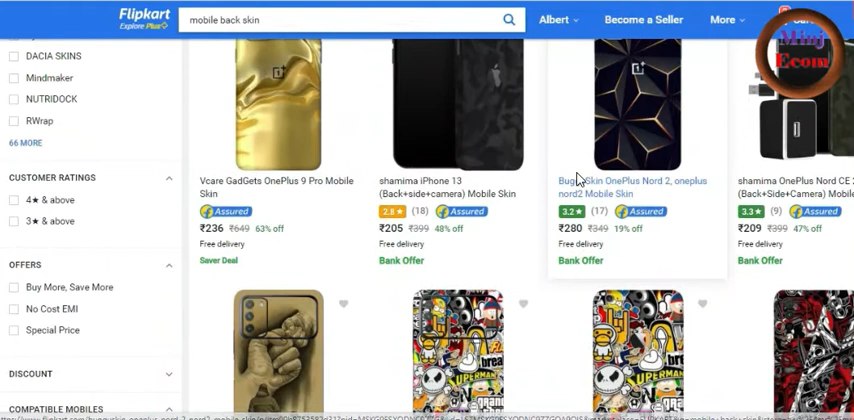 Flipkart
Explore Plus
mobile back skin
Albert
Become a Seller
More
Minj
Ecom
DACIA SKINS
Mindmaker
NUTRIDOCK
RWrap
66 MORE
CUSTOMER RATINGS
4★ & above
3★ & above
OFFERS
Buy More, Save More
No Cost EMI
Special Price
DISCOUNT
COMPATIBLE MOBILES
Vcare GadGets OnePlus 9 Pro Mobile
Skin
Assured
₹236 ₹649 63% off
Free delivery
Saver Deal
shamima iPhone 13
(Back+side+camera) Mobile Skin
2.8★ (18) Assured
₹205 ₹399 48% off
Free delivery
Bank Offer
Skin OnePlus Nord 2, oneplus
nord2 Mobile Skin
3.2★ (17) Assured
₹280 ₹349 19% off
Free delivery
Bank Offer
shamima OnePlus Nord CE 2
(Back+Side+Camera) Mobile
3.3★ (9) Assured
₹209 ₹399 47% off
Free delivery
Bank Offer
SUPERMAN
SUPERMAN